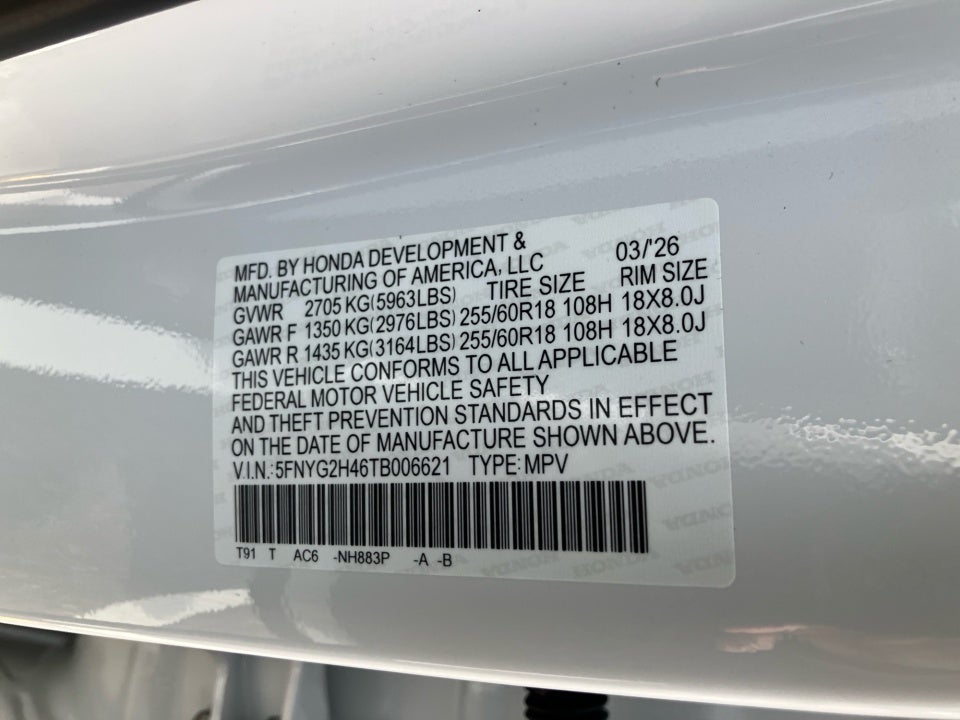 MFD. BY HONDA DEVELOPMENT &
MANUFACTURING OF AMERICA, LLC 03/'26
GVWR 2705 KG(5963LBS) TIRE SIZE RIM SIZE
GAWR F 1350 KG(2976LBS) 255/60R18 108H 18X8.0J
GAWR R 1435 KG(3164LBS) 255/60R18 108H 18X8.0J
THIS VEHICLE CONFORMS TO ALL APPLICABLE
FEDERAL MOTOR VEHICLE SAFETY
AND THEFT PREVENTION STANDARDS IN EFFECT
ON THE DATE OF MANUFACTURE SHOWN ABOVE.
V.I.N.:5FNYG2H46TB006621 TYPE:MPV
T91 T AC6 -NH883P -A -B